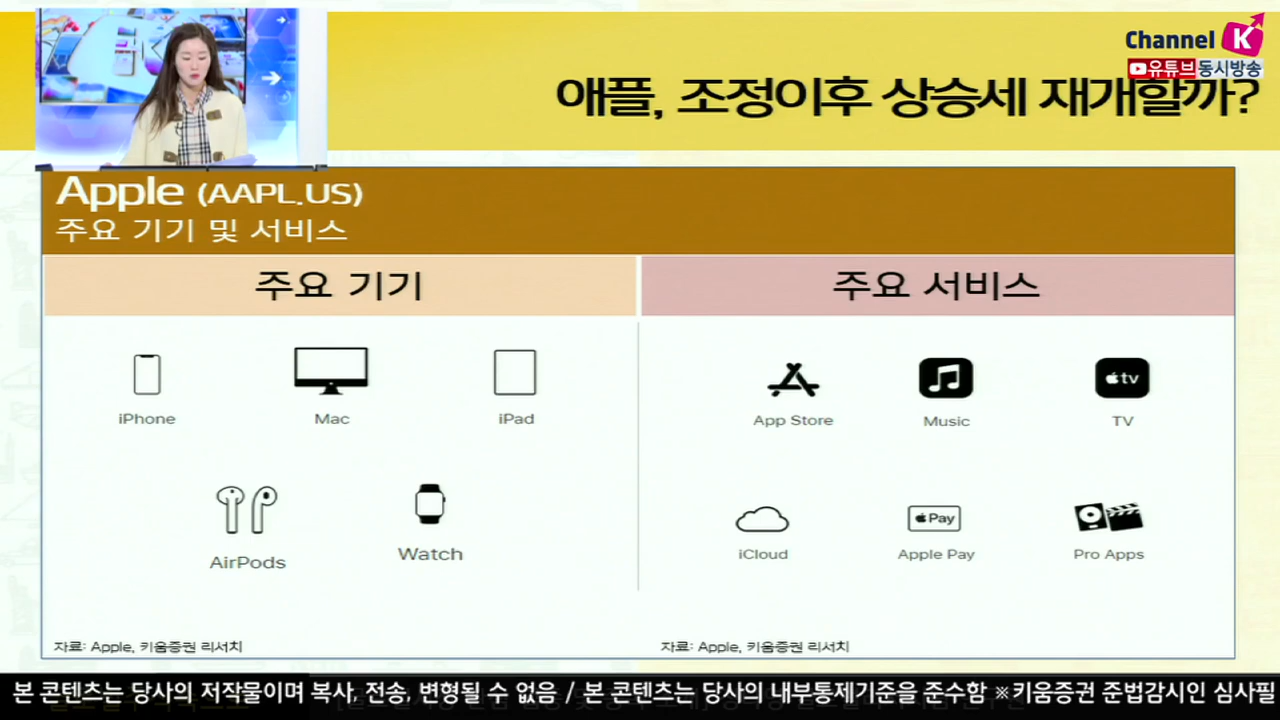 Channel K
유튜브동시방송
애플, 조정이후 상승세 재개할까?
Apple (AAPL.US)
주요 기기 및 서비스
주요 기기
주요 서비스
iPhone
Mac
iPad
App Store
Music
tv
TV
AirPods
Watch
iCloud
Pay
Apple Pay
Pro Apps
자료: Apple, 키움증권 리서치
자료: Apple, 키움증권 리서치
본 콘텐츠는 당사의 저작물이며 복사, 전송, 변형될 수 없음 / 본 콘텐츠는 당사의 내부통제기준을 준수함 ※키움증권 준법감시인 심사필